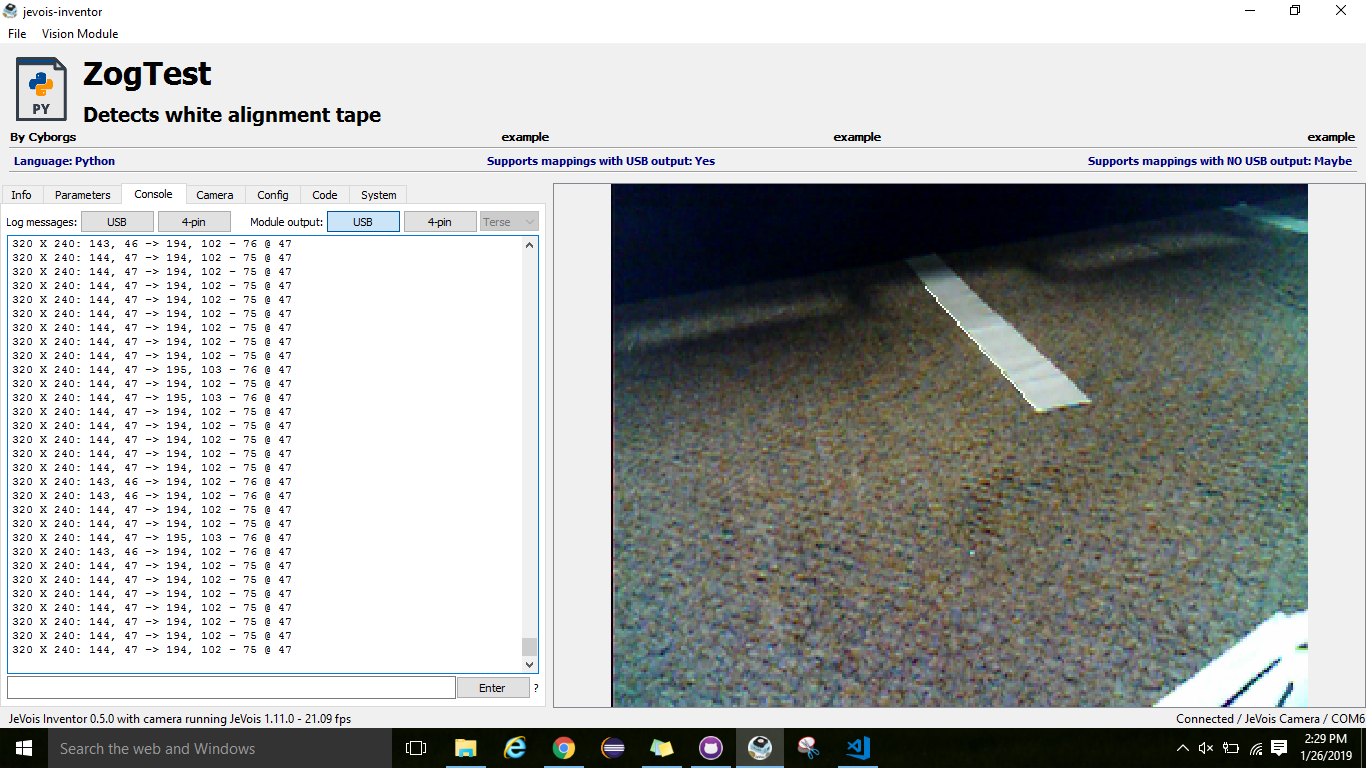 jevois-inventor
File Vision Module
PY
ZogTest
Detects white alignment tape
By Cyborgs example example example
Language: Python Supports mappings with USB output: Yes Supports mappings with NO USB output: Maybe
Info Parameters Console Camera Config Code System
Log messages: USB 4-pin Module output: USB 4-pin Terse
320 X 240: 143, 46 -> 194, 102 - 76 @ 47
320 X 240: 144, 47 -> 194, 102 - 75 @ 47
320 X 240: 144, 47 -> 194, 102 - 75 @ 47
320 X 240: 144, 47 -> 194, 102 - 75 @ 47
320 X 240: 144, 47 -> 194, 102 - 75 @ 47
320 X 240: 144, 47 -> 194, 102 - 75 @ 47
320 X 240: 144, 47 -> 194, 102 - 75 @ 47
320 X 240: 144, 47 -> 194, 102 - 75 @ 47
320 X 240: 144, 47 -> 194, 102 - 75 @ 47
320 X 240: 144, 47 -> 195, 103 - 76 @ 47
320 X 240: 144, 47 -> 194, 102 - 75 @ 47
320 X 240: 144, 47 -> 195, 103 - 76 @ 47
320 X 240: 144, 47 -> 194, 102 - 75 @ 47
320 X 240: 144, 47 -> 194, 102 - 75 @ 47
320 X 240: 144, 47 -> 194, 102 - 75 @ 47
320 X 240: 144, 47 -> 194, 102 - 75 @ 47
320 X 240: 144, 47 -> 194, 102 - 75 @ 47
320 X 240: 143, 46 -> 194, 102 - 76 @ 47
320 X 240: 143, 46 -> 194, 102 - 76 @ 47
320 X 240: 144, 47 -> 194, 102 - 75 @ 47
320 X 240: 144, 47 -> 194, 102 - 75 @ 47
320 X 240: 144, 47 -> 195, 103 - 76 @ 47
320 X 240: 143, 46 -> 194, 102 - 76 @ 47
320 X 240: 144, 47 -> 194, 102 - 75 @ 47
320 X 240: 144, 47 -> 194, 102 - 75 @ 47
320 X 240: 144, 47 -> 194, 102 - 75 @ 47
320 X 240: 144, 47 -> 194, 102 - 75 @ 47
320 X 240: 144, 47 -> 194, 102 - 75 @ 47
320 X 240: 144, 47 -> 194, 102 - 75 @ 47
320 X 240: 144, 47 -> 194, 102 - 75 @ 47
Enter ?
JeVois Inventor 0.5.0 with camera running JeVois 1.11.0 - 21.09 fps Connected / JeVois Camera / COM6
Search the web and Windows
2:29 PM
1/26/2019